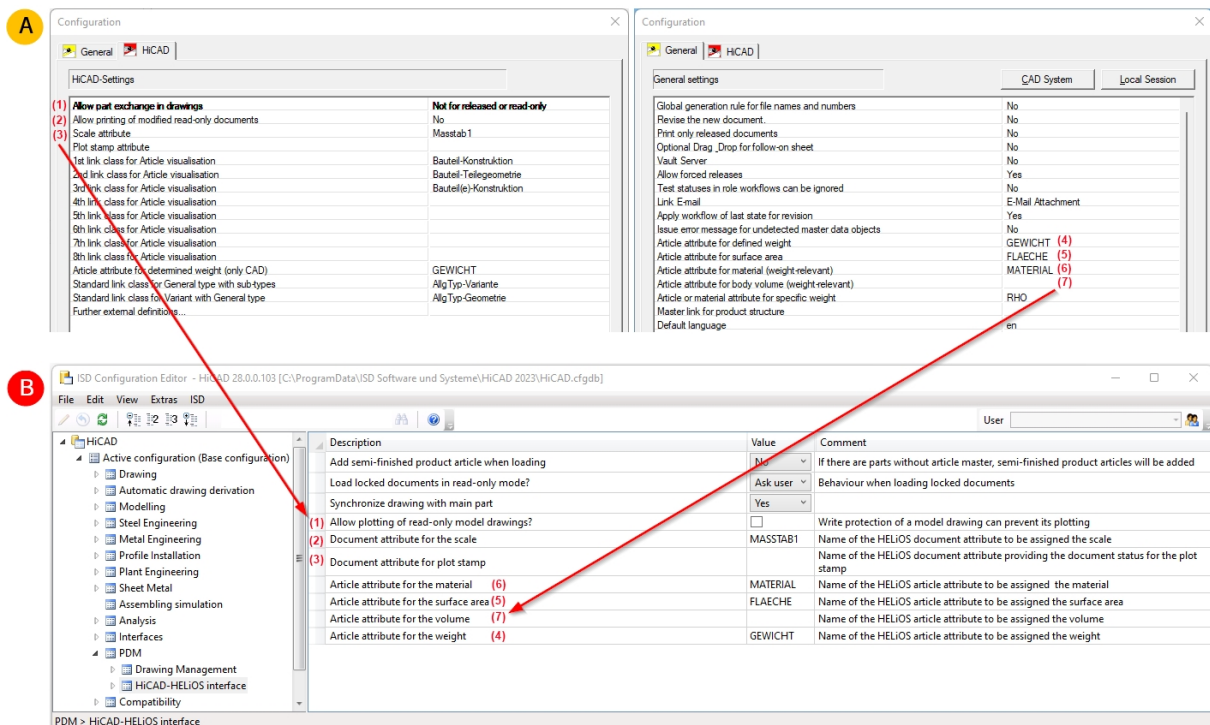 A
Configuration
General HiCAD
HiCAD-Settings
(1) Allow part exchange in drawings Not for released or read-only
(2) Allow printing of modified read-only documents No
(3) Scale attribute Masstab1
Plot stamp attribute
1st link class for Article visualisation Bauteil-Konstruktion
2nd link class for Article visualisation Bauteil-Teilegeometrie
3rd link class for Article visualisation Bauteil(e)-Konstruktion
4th link class for Article visualisation
5th link class for Article visualisation
6th link class for Article visualisation
7th link class for Article visualisation
8th link class for Article visualisation
Article attribute for determined weight (only CAD) GEWICHT
Standard link class for General type with sub-types AllgTyp-Variante
Standard link class for Variant with General type AllgTyp-Geometrie
Further external definitions...
Configuration
General HiCAD
General settings CAD System Local Session
Global generation rule for file names and numbers No
Revise the new document. No
Print only released documents No
Optional Drag _Drop for follow-on sheet No
Vault Server No
Allow forced releases Yes
Test statuses in role workflows can be ignored No
Link E-mail E-Mail Attachment
Apply workflow of last state for revision Yes
Issue error message for undetected master data objects No
Article attribute for defined weight GEWICHT (4)
Article attribute for surface area FLAECHE (5)
Article attribute for material (weight-relevant) MATERIAL (6)
Article attribute for body volume (weight-relevant) (7)
Article or material attribute for specific weight RHO
Master link for product structure
Default language en
B
ISD Configuration Editor - HiCAD 28.0.0.103 [C:\ProgramData\ISD Software und Systeme\HiCAD 2023\HiCAD.cfgdb]
File Edit View Extras ISD
User
HiCAD
Active configuration (Base configuration)
Drawing
Automatic drawing derivation
Modelling
Steel Engineering
Metal Engineering
Profile Installation
Plant Engineering
Sheet Metal
Assembling simulation
Analysis
Interfaces
PDM
Drawing Management
HiCAD-HELiOS interface
Compatibility
Description Value Comment
Add semi-finished product article when loading No If there are parts without article master, semi-finished product articles will be added
Load locked documents in read-only mode? Ask user Behaviour when loading locked documents
Synchronize drawing with main part Yes
(1) Allow plotting of read-only model drawings? Write protection of a model drawing can prevent its plotting
(2) Document attribute for the scale MASSTAB1 Name of the HELiOS document attribute to be assigned the scale
(3) Document attribute for plot stamp Name of the HELiOS document attribute providing the document status for the plot
stamp
Article attribute for the material (6) MATERIAL Name of the HELiOS article attribute to be assigned the material
Article attribute for the surface area (5) FLAECHE Name of the HELiOS article attribute to be assigned the surface area
Article attribute for the volume (7) Name of the HELiOS article attribute to be assigned the volume
Article attribute for the weight (4) GEWICHT Name of the HELiOS article attribute to be assigned the weight
PDM > HiCAD-HELiOS interface